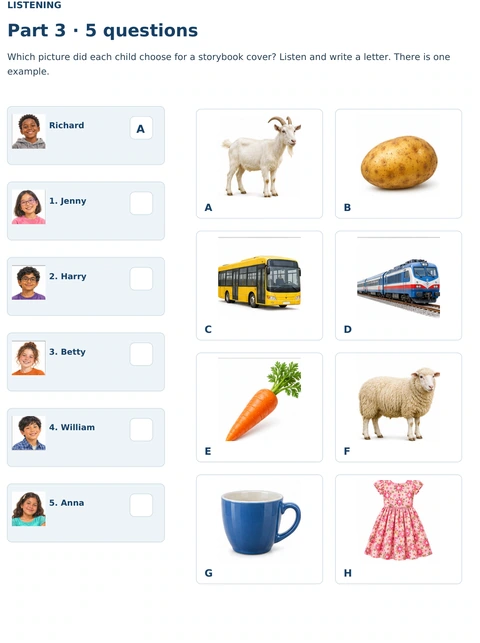 LISTENING
Part 3 · 5 questions
Which picture did each child choose for a storybook cover? Listen and write a letter. There is one
example.
Richard
A
1. Jenny
2. Harry
3. Betty
4. William
5. Anna
A
B
C
D
E
F
G
H